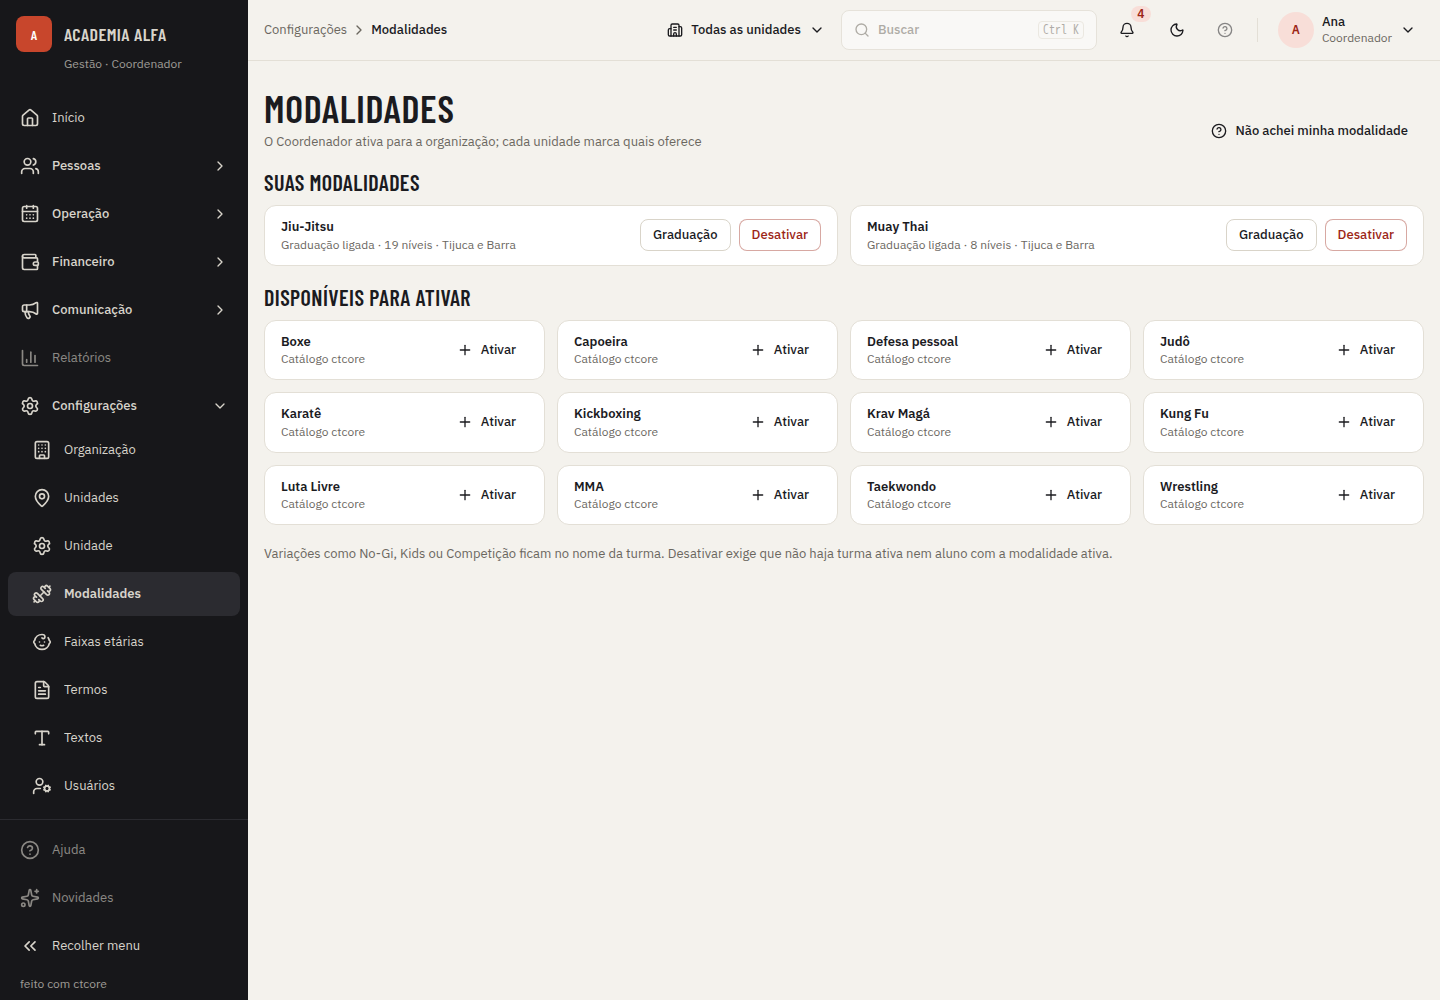 A
ACADEMIA ALFA
Gestão · Coordenador
Início
Pessoas
Operação
Financeiro
Comunicação
Relatórios
Configurações
Organização
Unidades
Unidade
Modalidades
Faixas etárias
Termos
Textos
Usuários
Ajuda
Novidades
Recolher menu
feito com ctcore
Configurações > Modalidades
Todas as unidades
Buscar
Ctrl K
4
A
Ana
Coordenador
MODALIDADES
O Coordenador ativa para a organização; cada unidade marca quais oferece
Não achei minha modalidade
SUAS MODALIDADES
Jiu-Jitsu
Graduação ligada · 19 níveis · Tijuca e Barra
Graduação
Desativar
Muay Thai
Graduação ligada · 8 níveis · Tijuca e Barra
Graduação
Desativar
DISPONÍVEIS PARA ATIVAR
Boxe
Catálogo ctcore
+ Ativar
Capoeira
Catálogo ctcore
+ Ativar
Defesa pessoal
Catálogo ctcore
+ Ativar
Judô
Catálogo ctcore
+ Ativar
Karatê
Catálogo ctcore
+ Ativar
Kickboxing
Catálogo ctcore
+ Ativar
Krav Magá
Catálogo ctcore
+ Ativar
Kung Fu
Catálogo ctcore
+ Ativar
Luta Livre
Catálogo ctcore
+ Ativar
MMA
Catálogo ctcore
+ Ativar
Taekwondo
Catálogo ctcore
+ Ativar
Wrestling
Catálogo ctcore
+ Ativar
Variações como No-Gi, Kids ou Competição ficam no nome da turma. Desativar exige que não haja turma ativa nem aluno com a modalidade ativa.